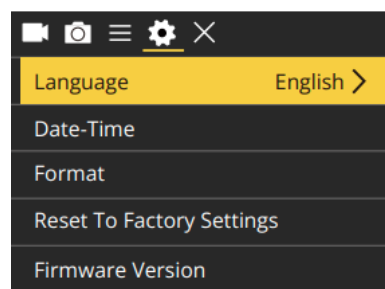 Language English
Date-Time
Format
Reset To Factory Settings
Firmware Version